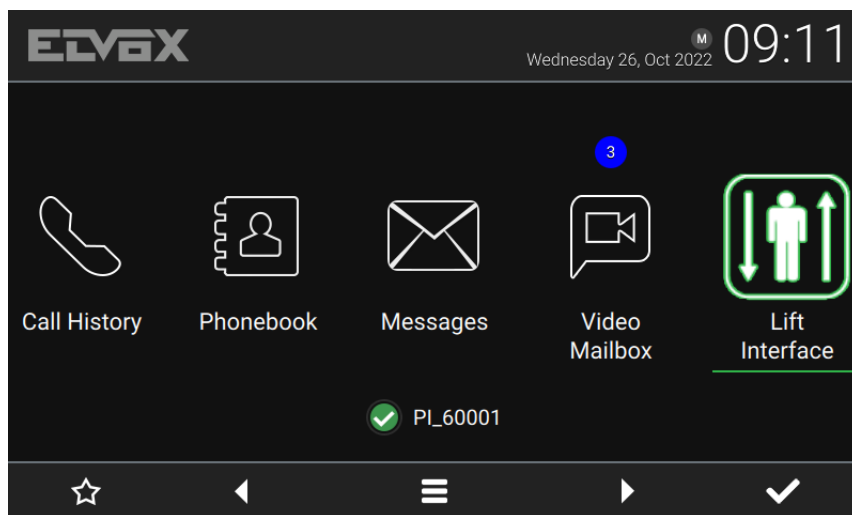 ELVOX
M
Wednesday 26, Oct 2022 09:11
3
Call History Phonebook Messages Video Mailbox Lift Interface
PI_60001